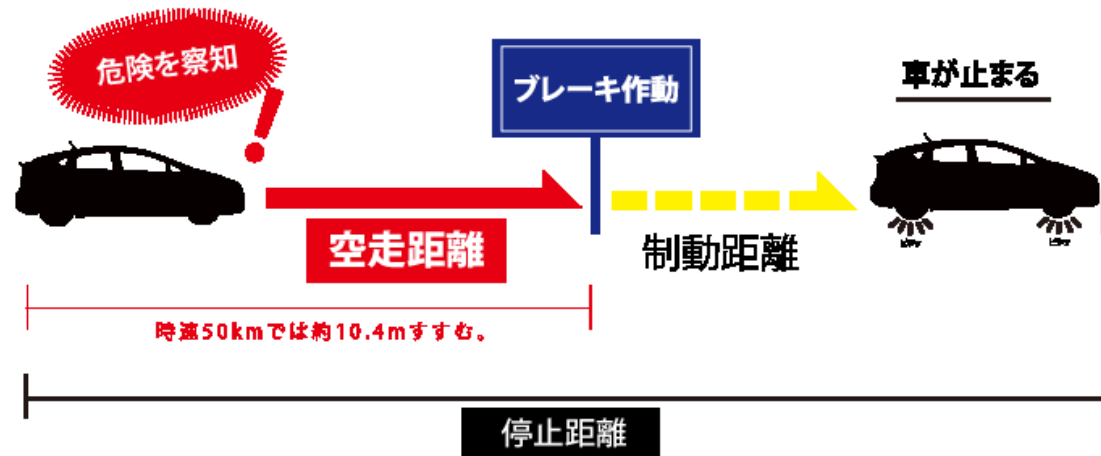 危険を察知
ブレーキ作動
車が止まる
空走距離
制動距離
時速50kmでは約10.4mすすむ。
停止距離